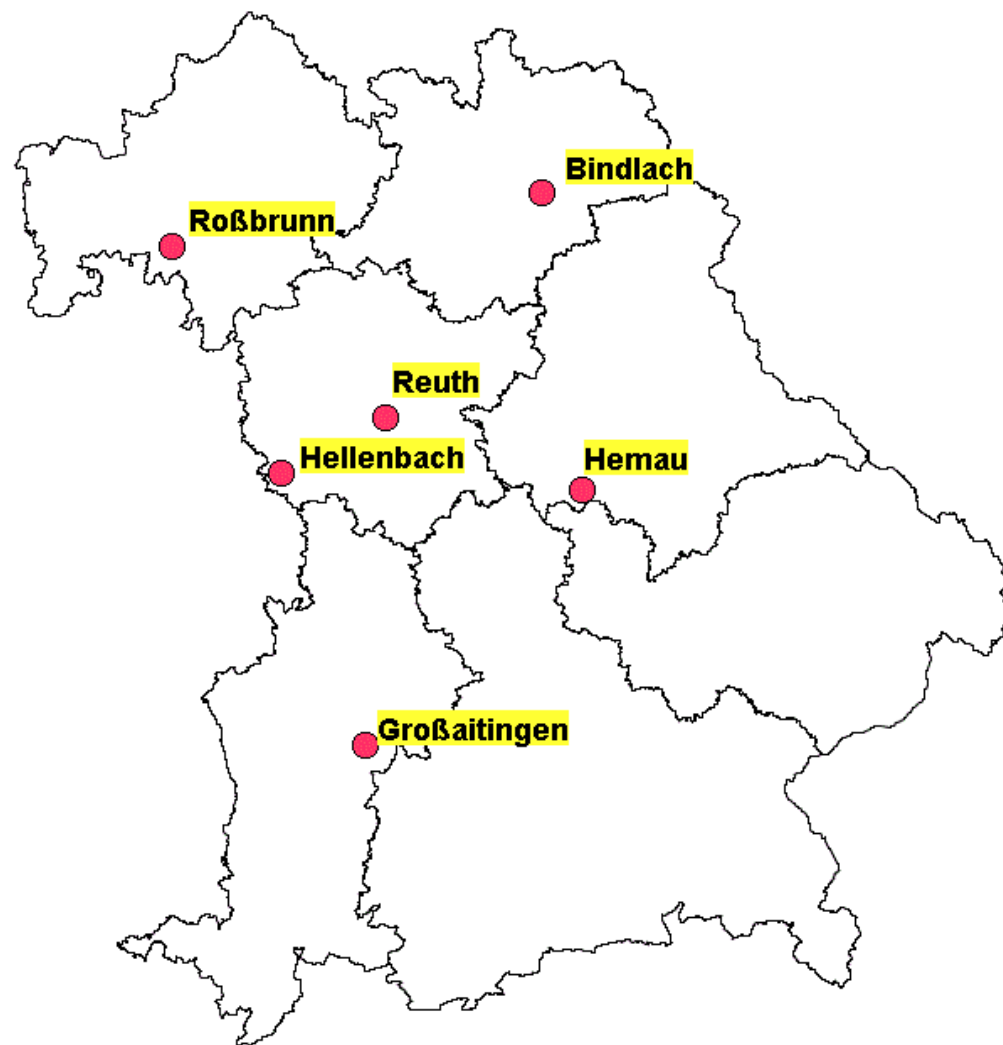 Bindlach
Roßbrunn
Reuth
Hellenbach
Hemau
Großaitingen